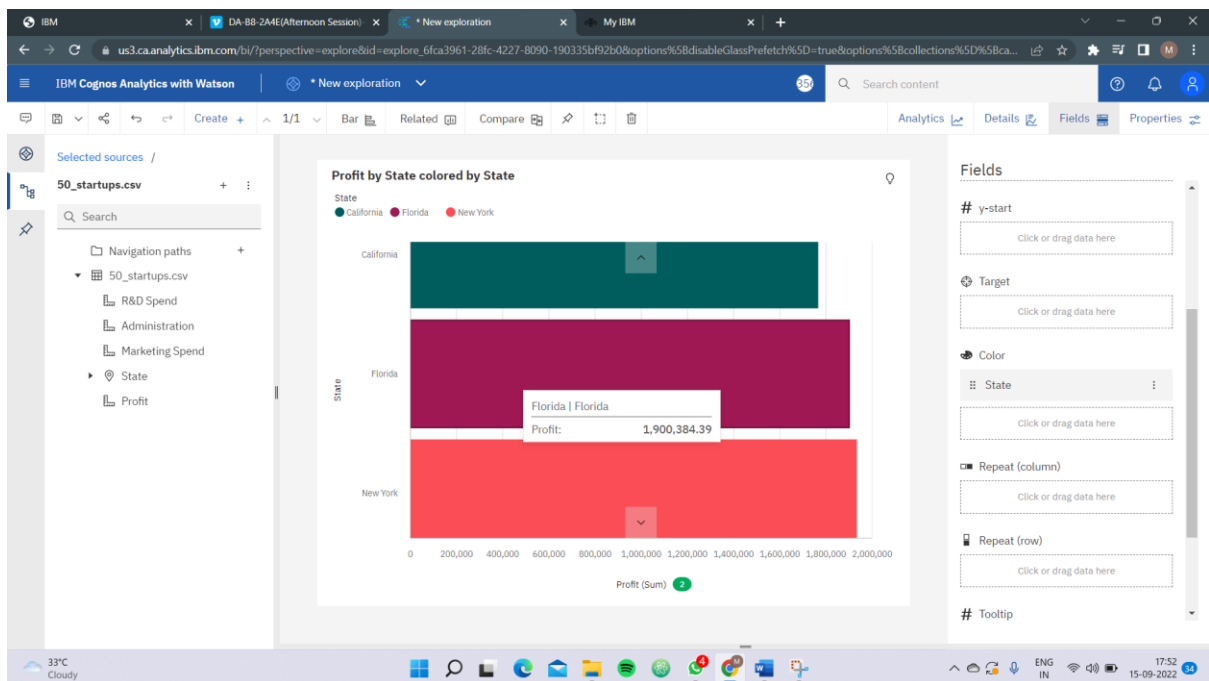 IBM
DA-B8-2A4E(Afternoon Session)
* New exploration
My IBM
us3.ca.analytics.ibm.com/bi/?perspective=explore&id=explore_6fca3961-28fc-4227-8090-190335bf92b0&options%5BdisableGlassPrefetch%5D=true&options%5Bcollections%5D%5Bca...
M
IBM Cognos Analytics with Watson
* New exploration
Search content
Create +
1/1
Bar
Related
Compare
Analytics
Details
Fields
Properties
Selected sources /
50_startups.csv
Search
Navigation paths
50_startups.csv
R&D Spend
Administration
Marketing Spend
State
Profit
Profit by State colored by State
State
California Florida New York
California
Florida
New York
State
Florida | Florida
Profit: 1,900,384.39
0 200,000 400,000 600,000 800,000 1,000,000 1,200,000 1,400,000 1,600,000 1,800,000 2,000,000
Profit (Sum) 2
Fields
# y-start
Click or drag data here
Target
Click or drag data here
Color
State
Click or drag data here
Repeat (column)
Click or drag data here
Repeat (row)
Click or drag data here
# Tooltip
33°C
Cloudy
4
M
ENG
IN
17:52
15-09-2022
34